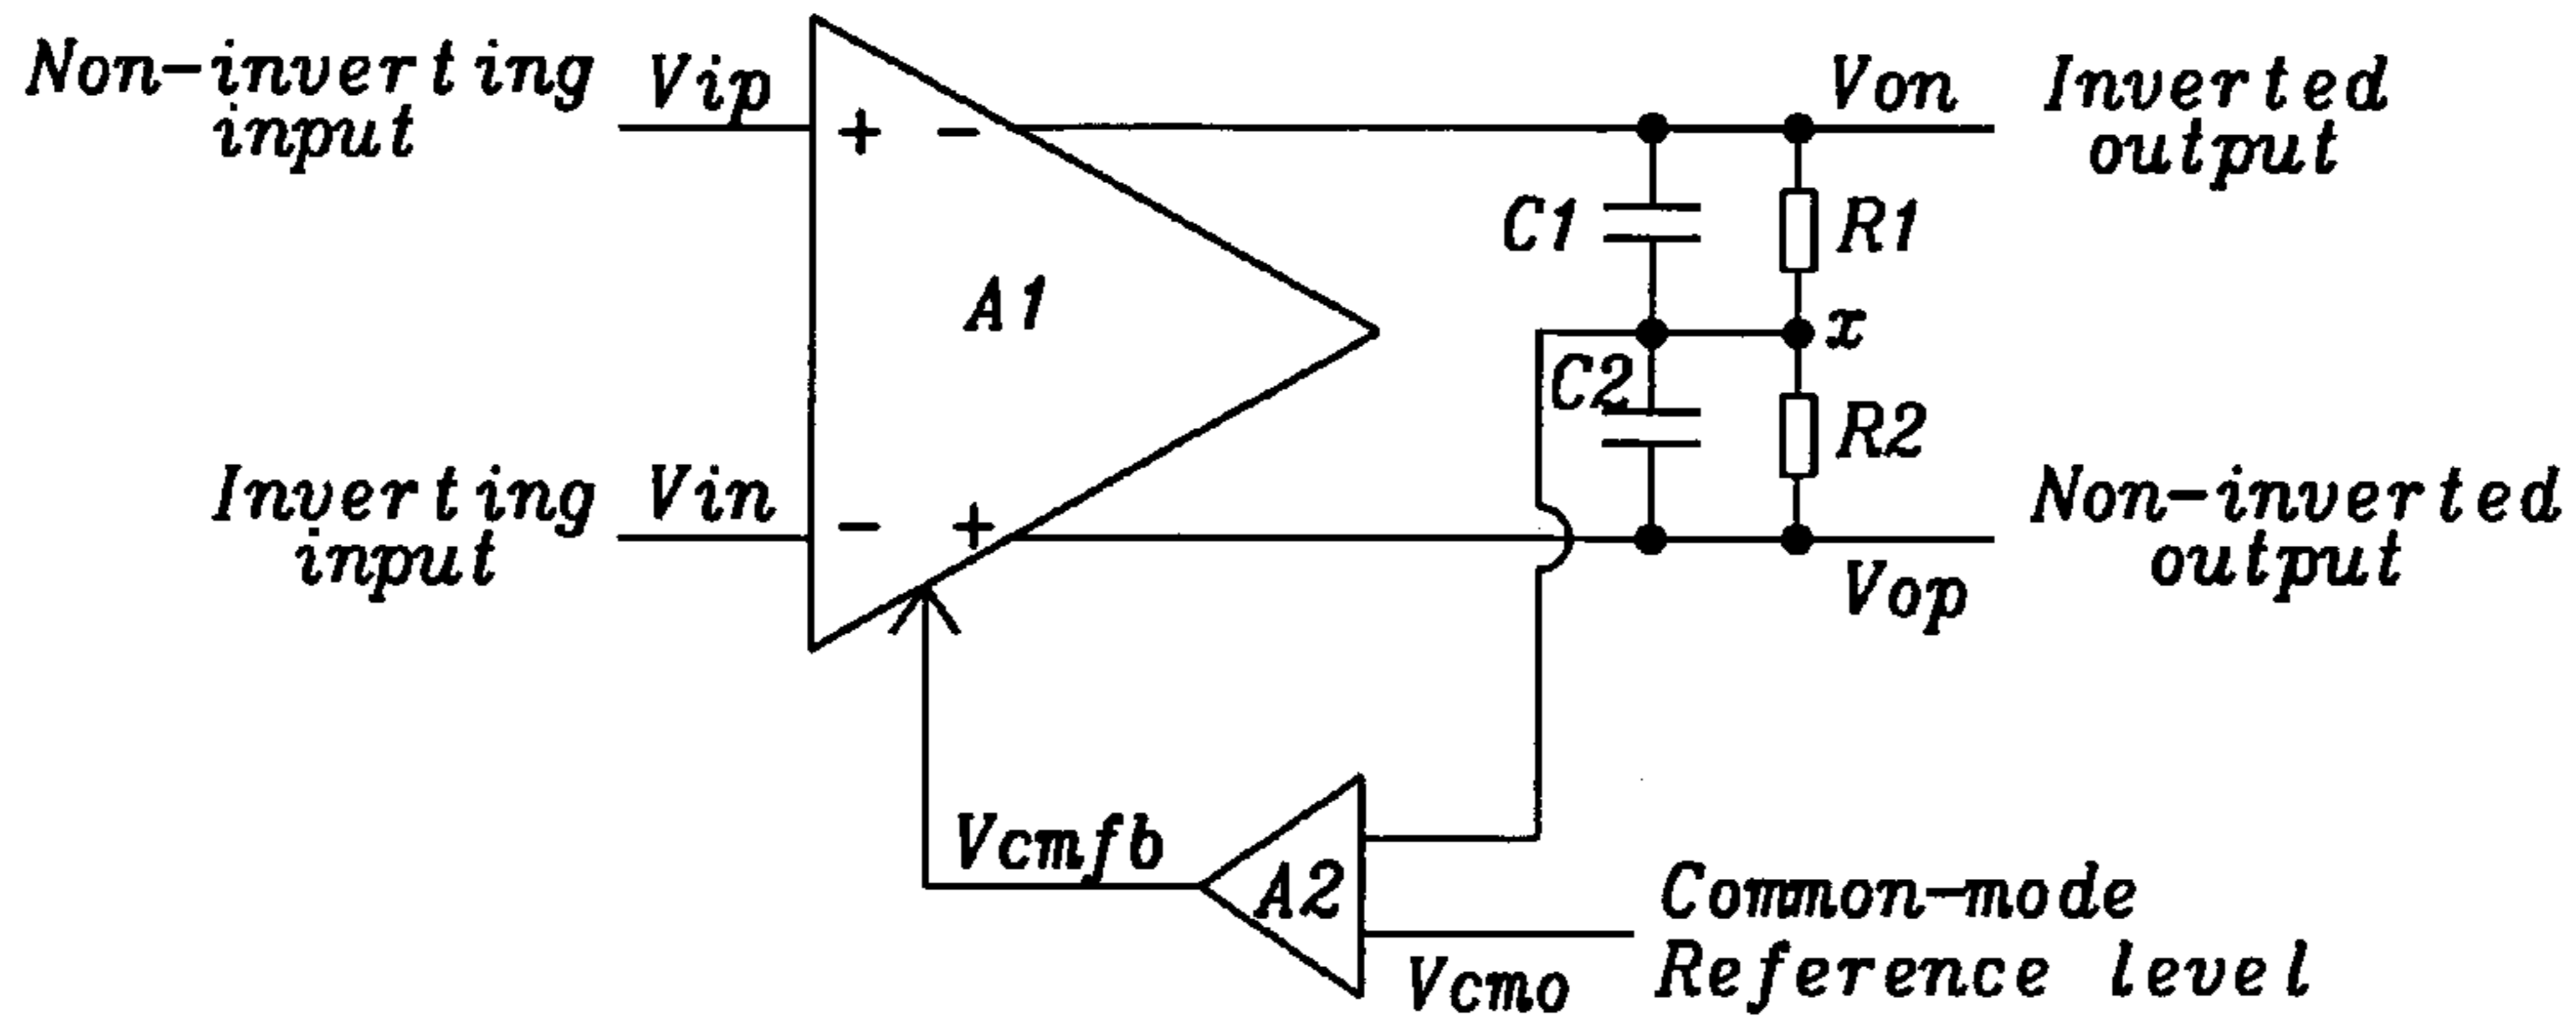 Non-inverting
input
Vip
+ -
Von
Inverted
output
C1
R1
A1
x
C2
R2
Inverting
input
Vin
- +
Non-inverted
output
Vop
Vcmfb
A2
Common-mode
Reference level
Vcmo